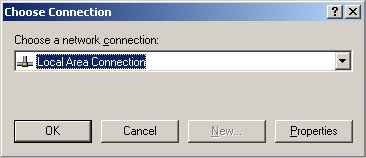 Choose Connection
Choose a network connection:
Local Area Connection
OK Cancel New... Properties